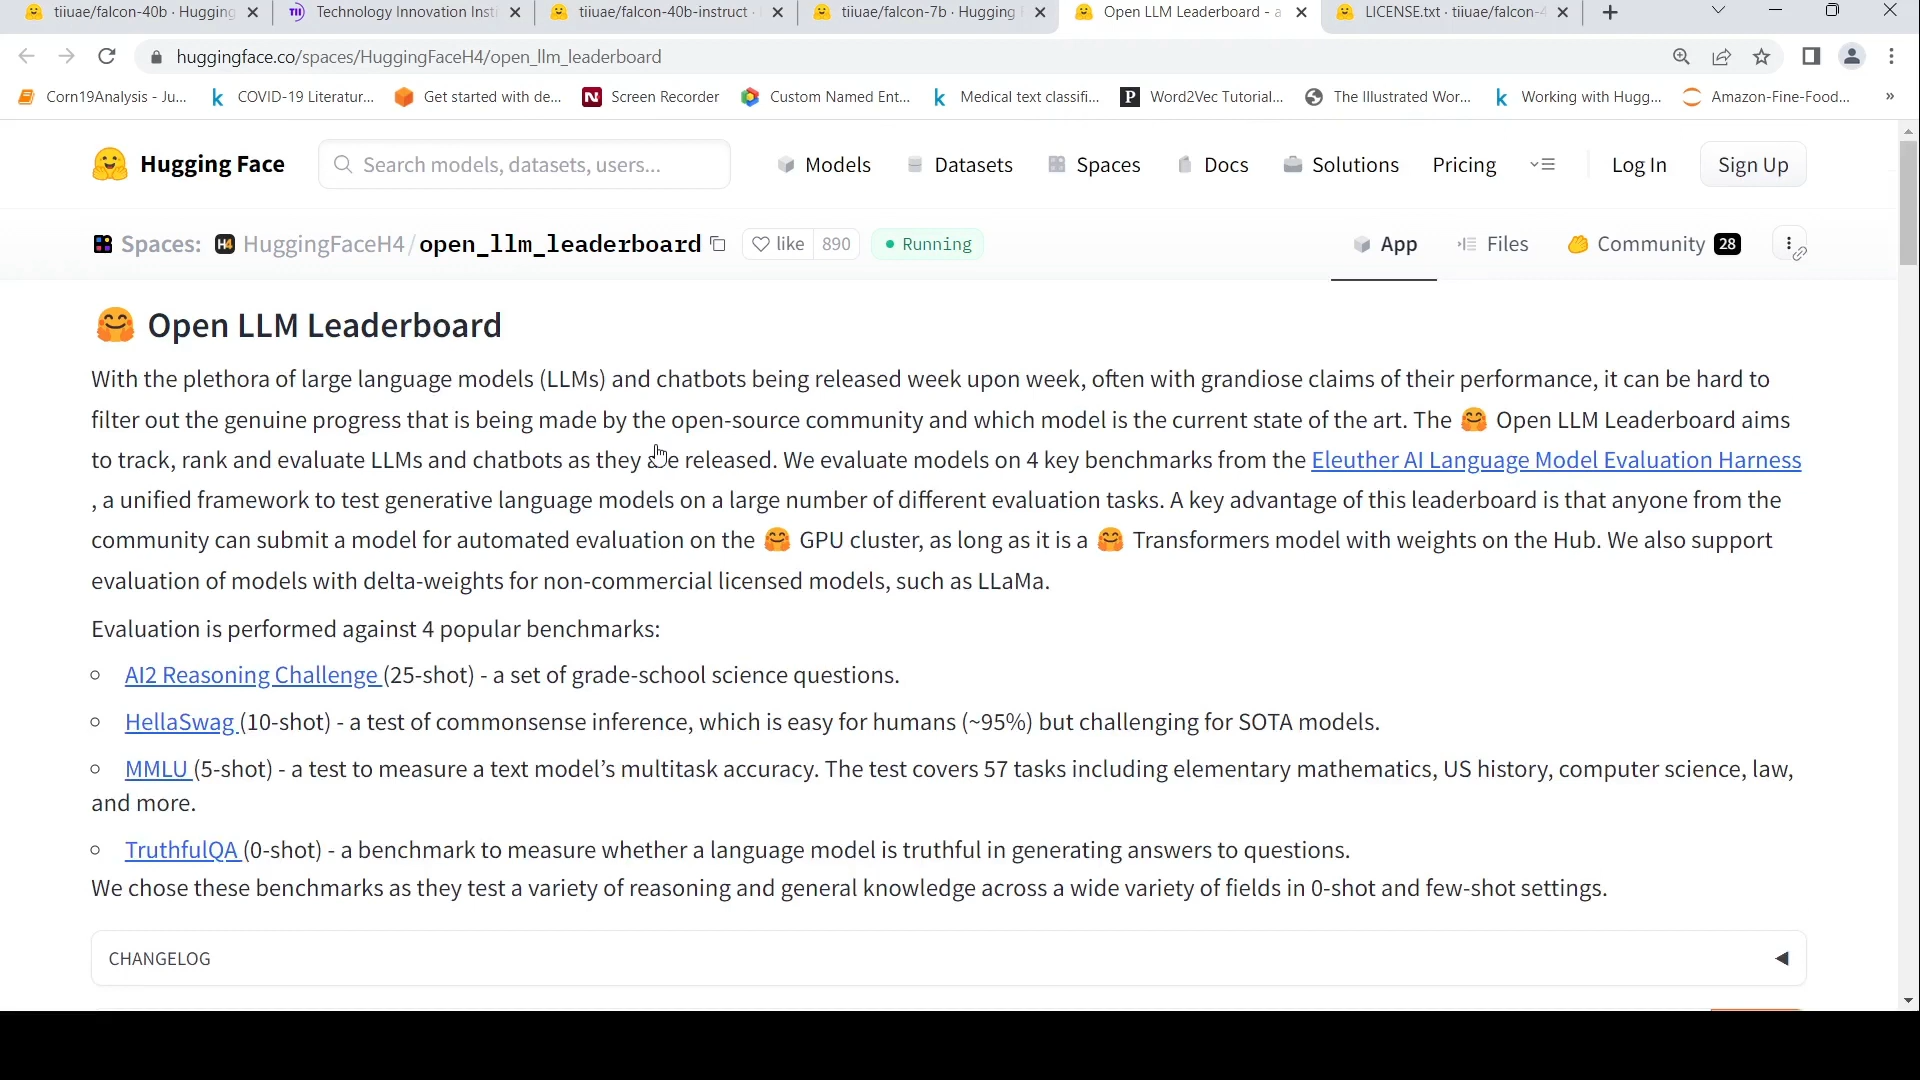 tiiuae/falcon-40b · Hugging
Technology Innovation Insti
tiiuae/falcon-40b-instruct ·
tiiuae/falcon-7b · Hugging
Open LLM Leaderboard - a
LICENSE.txt · tiiuae/falcon-4
huggingface.co/spaces/HuggingFaceH4/open_llm_leaderboard
Corn19Analysis - Ju...
COVID-19 Literatur...
Get started with de...
Screen Recorder
Custom Named Ent...
Medical text classifi...
Word2Vec Tutorial...
The Illustrated Wor...
Working with Hugg...
Amazon-Fine-Food...
»
Hugging Face
Search models, datasets, users...
Models
Datasets
Spaces
Docs
Solutions
Pricing
Log In
Sign Up
Spaces:
H4 HuggingFaceH4/open_llm_leaderboard
like 890
Running
App
Files
Community 28
Open LLM Leaderboard
With the plethora of large language models (LLMs) and chatbots being released week upon week, often with grandiose claims of their performance, it can be hard to
filter out the genuine progress that is being made by the open-source community and which model is the current state of the art. The 🤗 Open LLM Leaderboard aims
to track, rank and evaluate LLMs and chatbots as they are released. We evaluate models on 4 key benchmarks from the Eleuther AI Language Model Evaluation Harness
, a unified framework to test generative language models on a large number of different evaluation tasks. A key advantage of this leaderboard is that anyone from the
community can submit a model for automated evaluation on the 🤗 GPU cluster, as long as it is a 🤗 Transformers model with weights on the Hub. We also support
evaluation of models with delta-weights for non-commercial licensed models, such as LLaMa.
Evaluation is performed against 4 popular benchmarks:
AI2 Reasoning Challenge (25-shot) - a set of grade-school science questions.
HellaSwag (10-shot) - a test of commonsense inference, which is easy for humans (~95%) but challenging for SOTA models.
MMLU (5-shot) - a test to measure a text model’s multitask accuracy. The test covers 57 tasks including elementary mathematics, US history, computer science, law,
and more.
TruthfulQA (0-shot) - a benchmark to measure whether a language model is truthful in generating answers to questions.
We chose these benchmarks as they test a variety of reasoning and general knowledge across a wide variety of fields in 0-shot and few-shot settings.
CHANGELOG